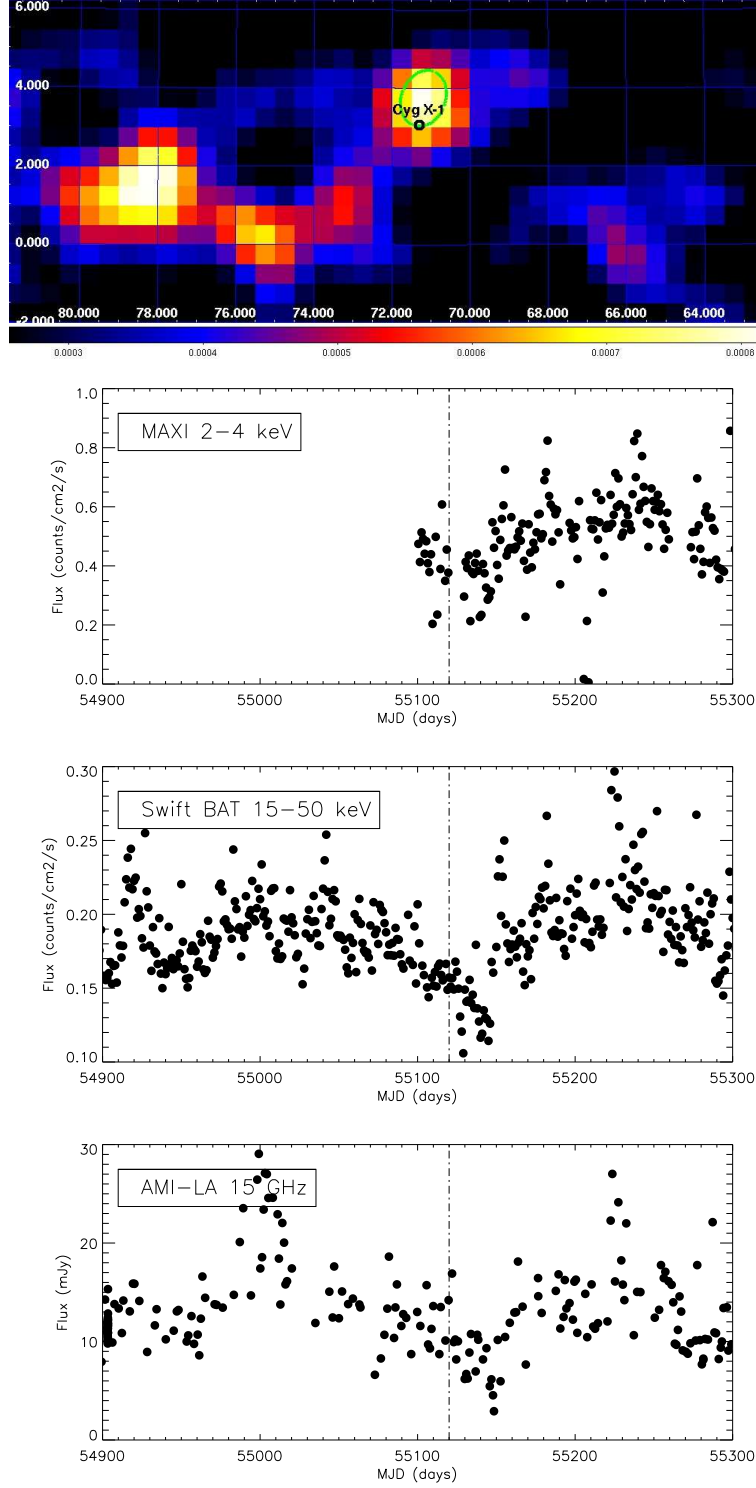 6.000
4.000
Cyg X-1
2.000
0.000
-2.000
80.000 78.000 76.000 74.000 72.000 70.000 68.000 66.000 64.000
0.0003 0.0004 0.0005 0.0006 0.0007 0.0008
1.0
MAXI 2-4 keV
0.8
0.6
Flux (counts/cm2/s)
0.4
0.2
0.0
54900 55000 55100 55200 55300
MJD (days)
0.30
Swift BAT 15-50 keV
0.25
Flux (counts/cm2/s)
0.20
0.15
0.10
54900 55000 55100 55200 55300
MJD (days)
30
AMI-LA 15 GHz
20
Flux (mJy)
10
0
54900 55000 55100 55200 55300
MJD (days)